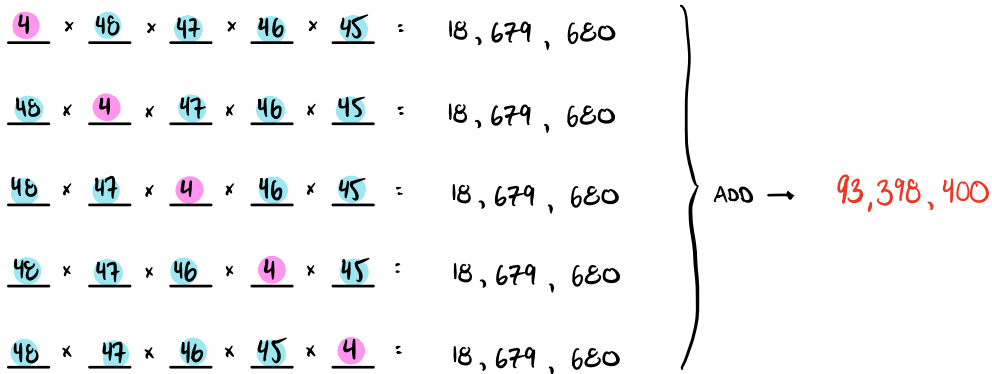 4 × 48 × 47 × 46 × 45 = 18,679,680
48 × 4 × 47 × 46 × 45 = 18,679,680
48 × 47 × 4 × 46 × 45 = 18,679,680
ADD → 93,398,400
48 × 47 × 46 × 4 × 45 = 18,679,680
48 × 47 × 46 × 45 × 4 = 18,679,680